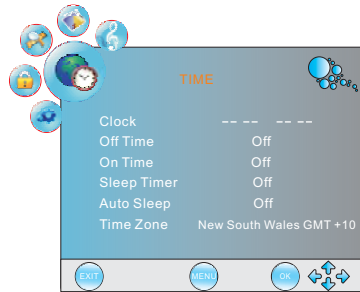 TIME
Clock -- -- -- --
Off Time Off
On Time Off
Sleep Timer Off
Auto Sleep Off
Time Zone New South Wales GMT +10
EXIT MENU OK